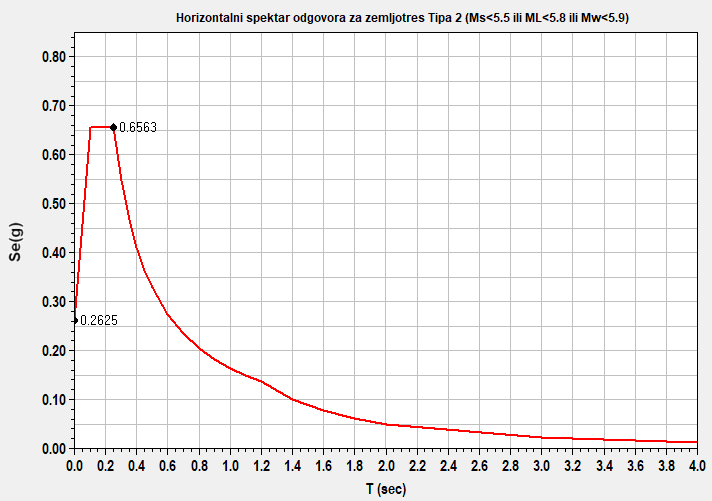 Horizontalni spektar odgovora za zemljotres Tipa 2 (Ms<5.5 ili ML<5.8 ili Mw<5.9)
0.80
0.70
0.60
0.50
0.40
0.30
0.20
0.10
0.00
Se(g)
0.6563
0.2625
0.0 0.2 0.4 0.6 0.8 1.0 1.2 1.4 1.6 1.8 2.0 2.2 2.4 2.6 2.8 3.0 3.2 3.4 3.6 3.8 4.0
T (sec)